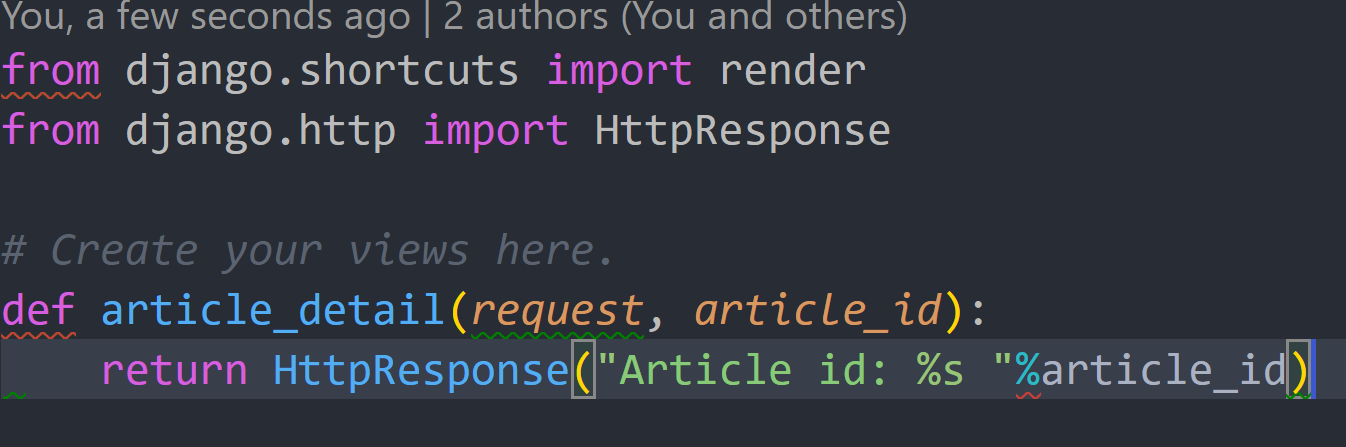 You, a few seconds ago | 2 authors (You and others)
from django.shortcuts import render
from django.http import HttpResponse
# Create your views here.
def article_detail(request, article_id):
    return HttpResponse("Article id: %s "%article_id)